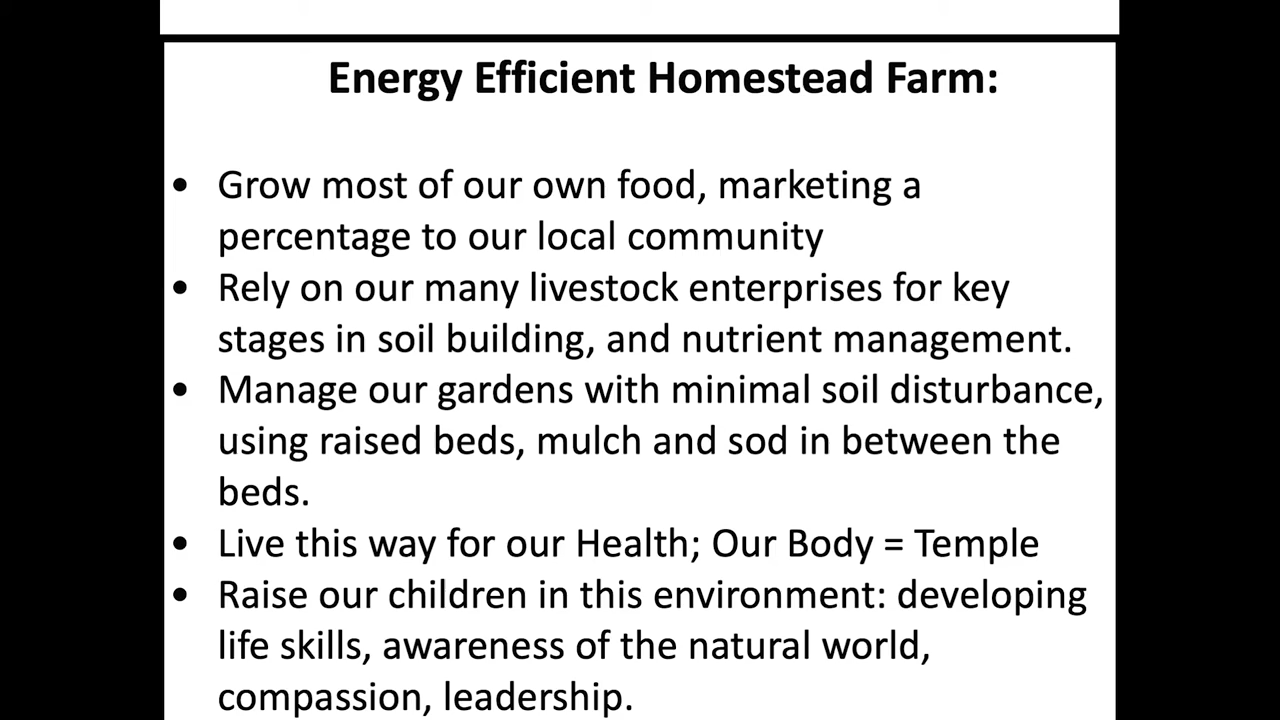 Energy Efficient Homestead Farm:
• Grow most of our own food, marketing a
percentage to our local community
• Rely on our many livestock enterprises for key
stages in soil building, and nutrient management.
• Manage our gardens with minimal soil disturbance,
using raised beds, mulch and sod in between the
beds.
• Live this way for our Health; Our Body = Temple
• Raise our children in this environment: developing
life skills, awareness of the natural world,
compassion, leadership.